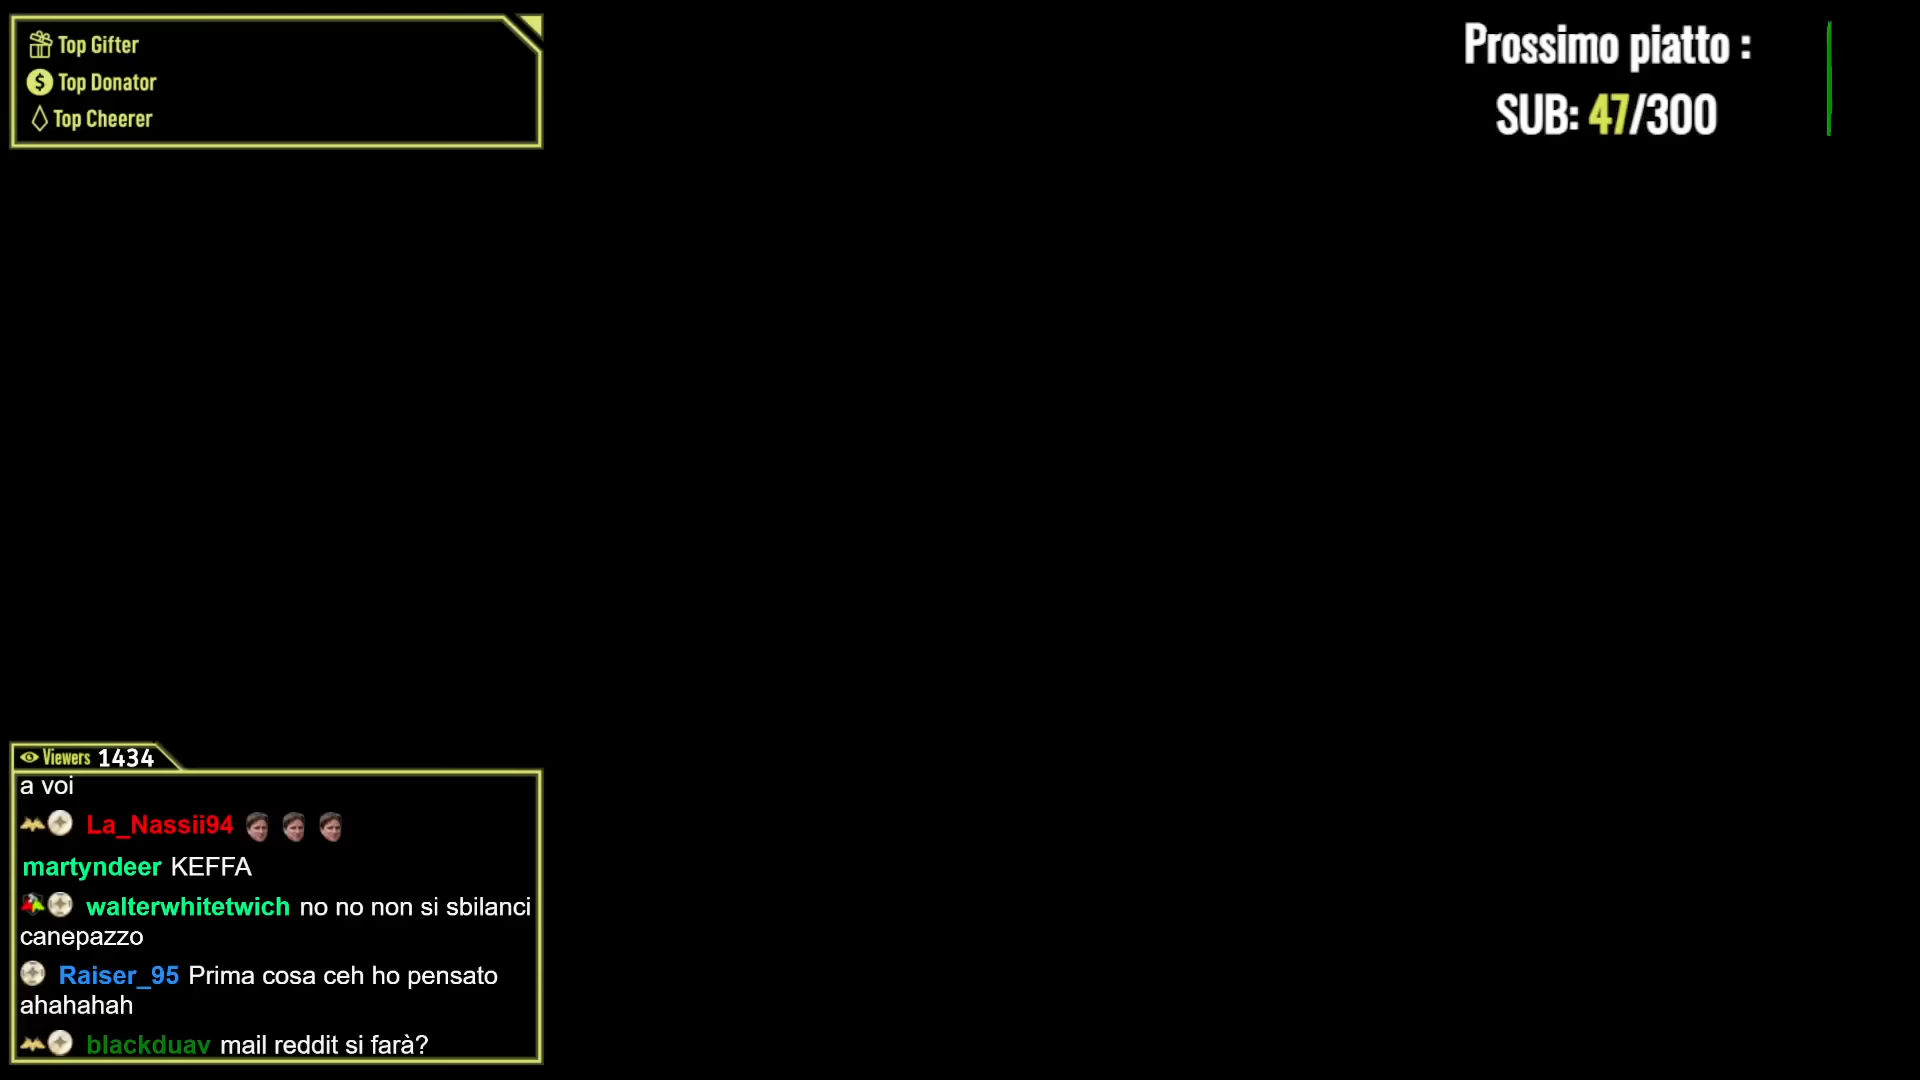 Top Gifter
Top Donator
Top Cheerer
Prossimo piatto :
SUB: 47/300
Viewers 1434
a voi
La_Nassii94
martyndeer KEFFA
walterwhitetwich no no non si sbilanci
canepazzo
Raiser_95 Prima cosa ceh ho pensato
ahahahah
blackduav mail reddit si farà?